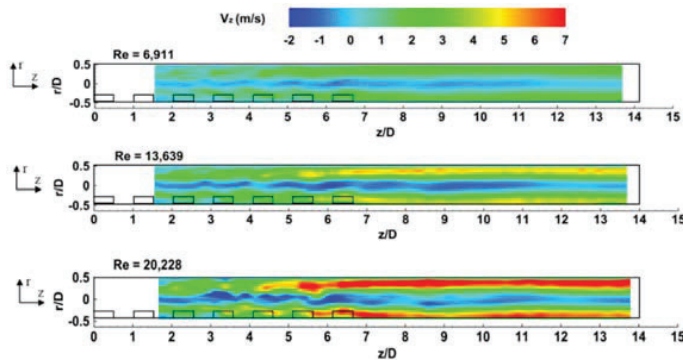 Vz (m/s)
-2 -1 0 1 2 3 4 5 6 7
Re = 6,911
r
z
r/D
0.5
0
-0.5
0 1 2 3 4 5 6 7 8 9 10 11 12 13 14 15
z/D
Re = 13,639
r
z
r/D
0.5
0
-0.5
0 1 2 3 4 5 6 7 8 9 10 11 12 13 14 15
z/D
Re = 20,228
r
z
r/D
0.5
0
-0.5
0 1 2 3 4 5 6 7 8 9 10 11 12 13 14 15
z/D